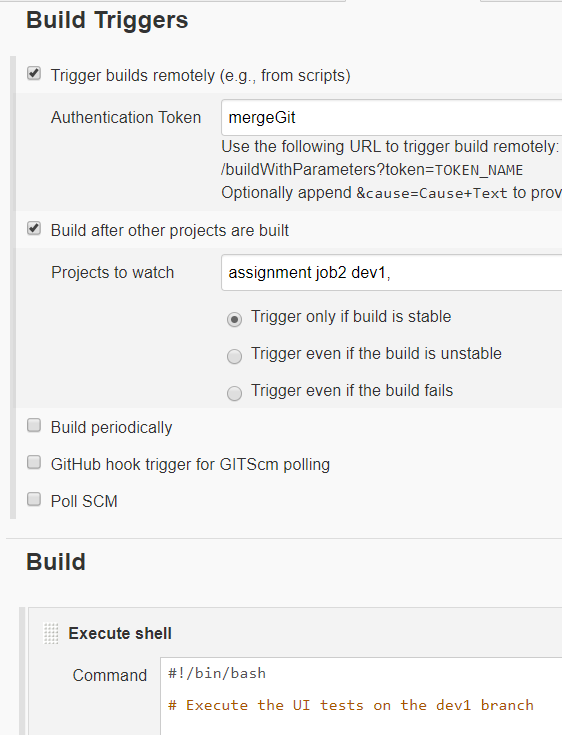 Build Triggers
Trigger builds remotely (e.g., from scripts)
Authentication Token mergeGit
Use the following URL to trigger build remotely:
/buildWithParameters?token=TOKEN_NAME
Optionally append &cause=Cause+Text to prov
Build after other projects are built
Projects to watch assignment job2 dev1,
Trigger only if build is stable
Trigger even if the build is unstable
Trigger even if the build fails
Build periodically
GitHub hook trigger for GITScm polling
Poll SCM
Build
Execute shell
Command #!/bin/bash
# Execute the UI tests on the dev1 branch